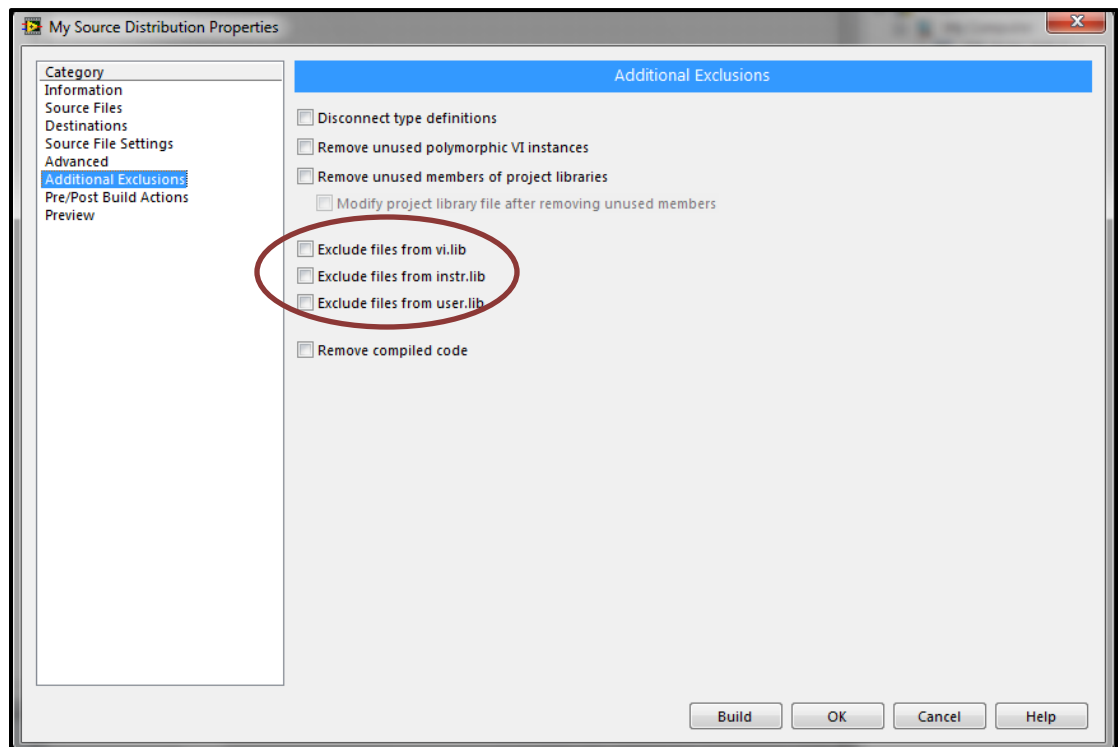 My Source Distribution Properties
Category
Information
Source Files
Destinations
Source File Settings
Advanced
Additional Exclusions
Pre/Post Build Actions
Preview
Additional Exclusions
Disconnect type definitions
Remove unused polymorphic VI instances
Remove unused members of project libraries
Modify project library file after removing unused members
Exclude files from vi.lib
Exclude files from instr.lib
Exclude files from user.lib
Remove compiled code
Build
OK
Cancel
Help